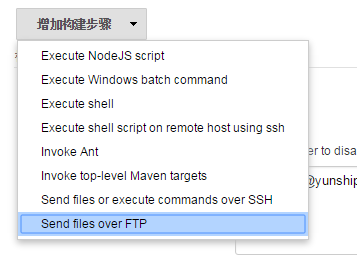 增加构建步骤
Execute NodeJS script
Execute Windows batch command
Execute shell
Execute shell script on remote host using ssh
Invoke Ant
Invoke top-level Maven targets
Send files or execute commands over SSH
Send files over FTP
er to disa
@yunship